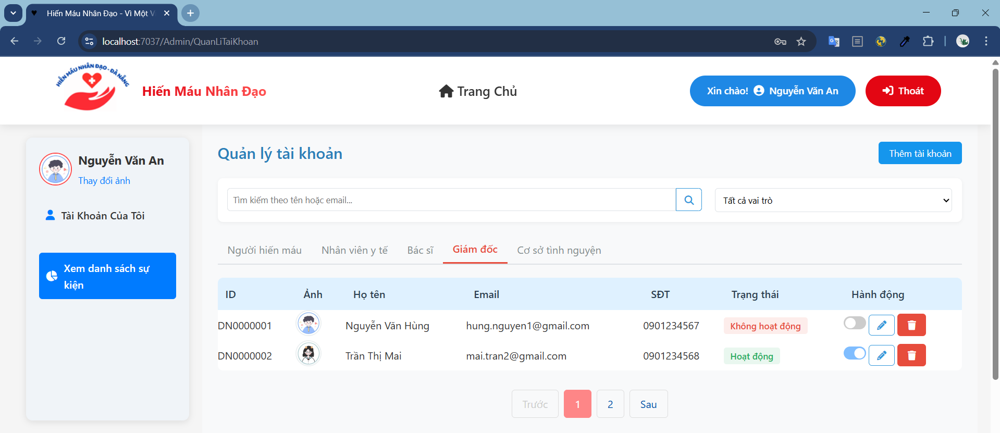 Hiến Máu Nhân Đạo - Vì Một V
localhost:7037/Admin/QuanLiTaiKhoan
HIẾN MÁU NHÂN ĐẠO - ĐÀ NẴNG
Hiến Máu Nhân Đạo
Trang Chủ
Xin chào! Nguyễn Văn An
Thoát
Nguyễn Văn An
Thay đổi ảnh
Tài Khoản Của Tôi
Xem danh sách sự
kiện
Quản lý tài khoản
Thêm tài khoản
Tìm kiếm theo tên hoặc email...
Tất cả vai trò
Người hiến máu Nhân viên y tế Bác sĩ Giám đốc Cơ sở tình nguyện
ID Ảnh Họ tên Email SĐT Trạng thái Hành động
DN0000001 Nguyễn Văn Hùng hung.nguyen1@gmail.com 0901234567 Không hoạt động
DN0000002 Trần Thị Mai mai.tran2@gmail.com 0901234568 Hoạt động
Trước 1 2 Sau